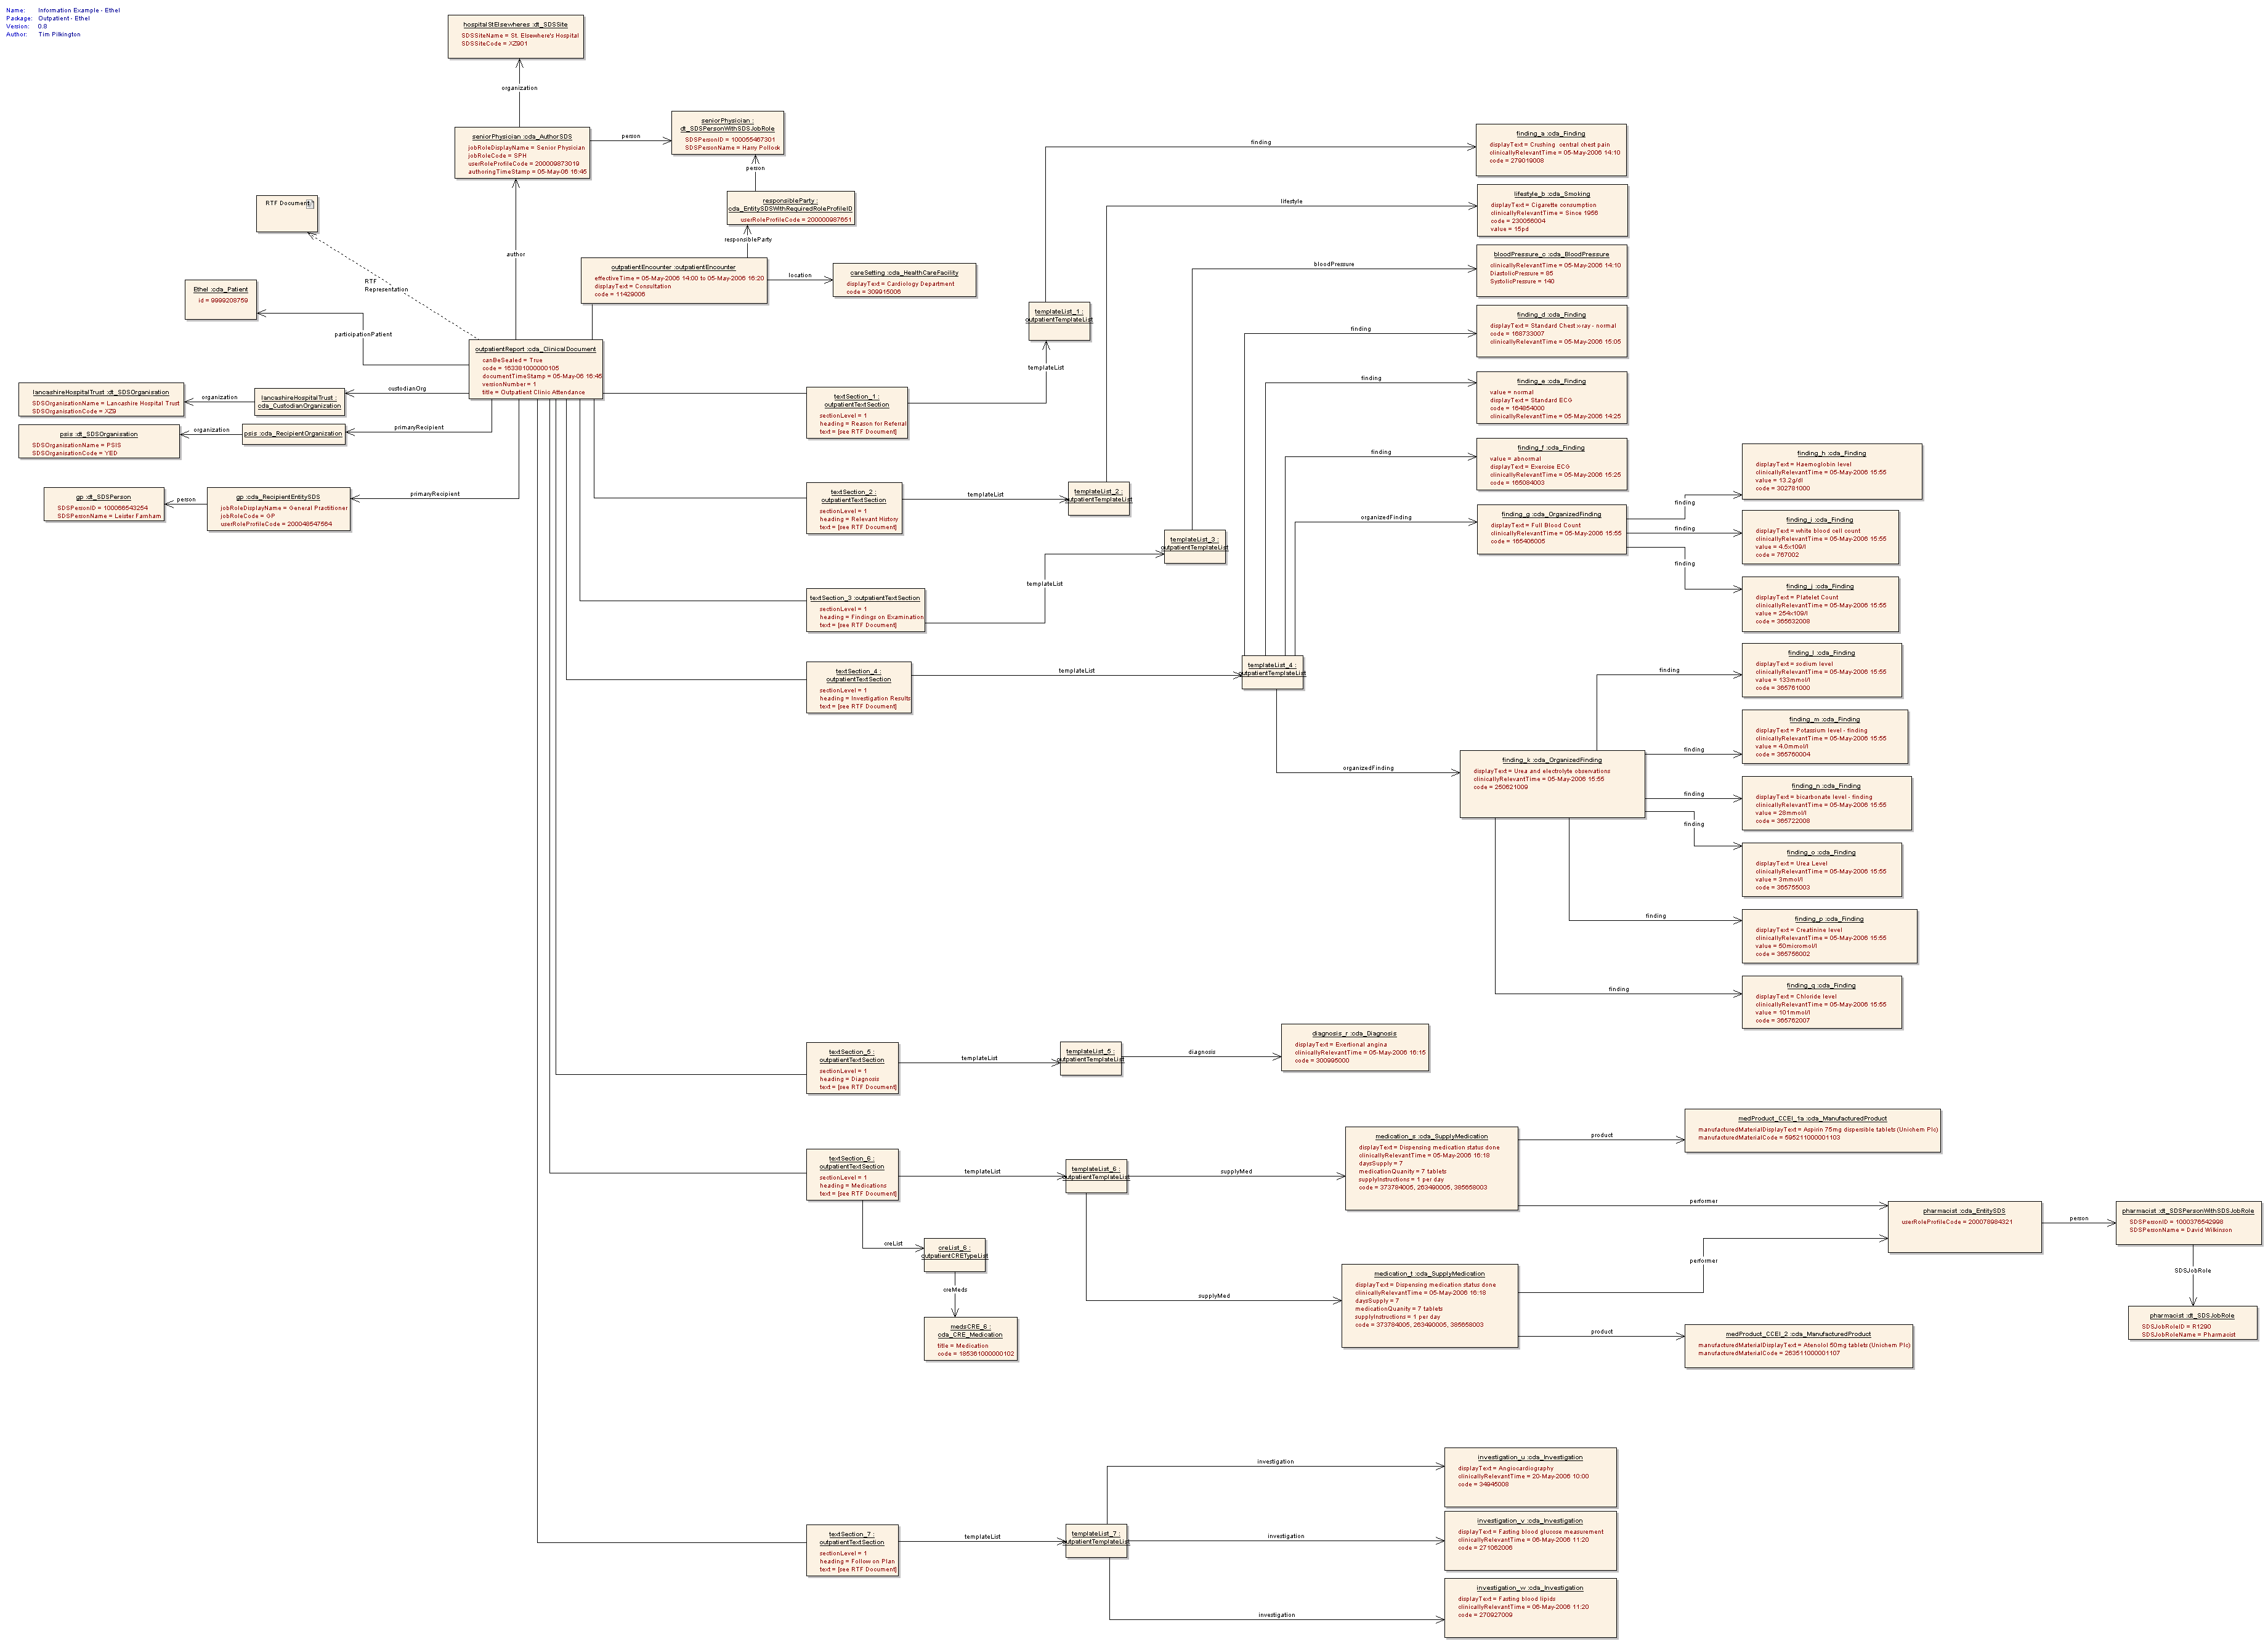 Name: Information Example - Ethel
Package: Outpatient - Ethel
Version: 0.8
Author: Tim Pilkington
hospitalStElsewheres :dt_SDSSite
SDSSiteName = St. Elsewhere's Hospital
SDSSiteCode = XZ901
organization
seniorPhysician :cda_AuthorSDS
jobRoleDisplayName = Senior Physician
jobRoleCode = SPH
userRoleProfileCode = 200009873019
authoringTimeStamp = 05-May-06 16:45
person
seniorPhysician :
dt_SDSPersonWithSDSJobRole
SDSPersonID = 100055467301
SDSPersonName = Harry Pollock
person
responsibleParty :
cda_EntitySDSWithRequiredRoleProfileID
userRoleProfileCode = 200000987651
responsibleParty
RTF Document
RTF
Representation
author
outpatientEncounter :outpatientEncounter
effectiveTime = 05-May-2006 14:00 to 05-May-2006 16:20
displayText = Consultation
code = 11429006
location
careSetting :cda_HealthCareFacility
displayText = Cardiology Department
code = 309915006
Ethel :cda_Patient
id = 9999208759
participationPatient
outpatientReport :cda_ClinicalDocument
canBeSealed = True
code = 163381000000105
documentTimeStamp = 05-May-06 16:45
versionNumber = 1
title = Outpatient Clinic Attendance
lancashireHospitalTrust :dt_SDSOrganisation
SDSOrganisationName = Lancashire Hospital Trust
SDSOrganisationCode = XZ9
organization
lancashireHospitalTrust :
cda_CustodianOrganization
custodianOrg
psis :dt_SDSOrganisation
SDSOrganisationName = PSIS
SDSOrganisationCode = YED
organization
psis :cda_RecipientOrganization
primaryRecipient
gp :dt_SDSPerson
SDSPersonID = 100066543254
SDSPersonName = Leister Farnham
person
gp :cda_RecipientEntitySDS
jobRoleDisplayName = General Practitioner
jobRoleCode = GP
userRoleProfileCode = 200048547564
primaryRecipient
textSection_1 :
outpatientTextSection
sectionLevel = 1
heading = Reason for Referral
text = [see RTF Document]
templateList
templateList_1 :
outpatientTemplateList
finding
finding_a :cda_Finding
displayText = Crushing central chest pain
clinicallyRelevantTime = 05-May-2006 14:10
code = 279019008
textSection_2 :
outpatientTextSection
sectionLevel = 1
heading = Relevant History
text = [see RTF Document]
templateList
templateList_2 :
outpatientTemplateList
lifestyle
lifestyle_b :cda_Smoking
displayText = Cigarette consumption
clinicallyRelevantTime = Since 1956
code = 230056004
value = 15pd
textSection_3 :outpatientTextSection
sectionLevel = 1
heading = Findings on Examination
text = [see RTF Document]
templateList
templateList_3 :
outpatientTemplateList
bloodPressure
bloodPressure_c :cda_BloodPressure
clinicallyRelevantTime = 05-May-2006 14:10
DiastolicPressure = 85
SystolicPressure = 140
textSection_4 :
outpatientTextSection
sectionLevel = 1
heading = Investigation Results
text = [see RTF Document]
templateList
templateList_4 :
outpatientTemplateList
finding
finding_d :cda_Finding
displayText = Standard Chest x-ray - normal
code = 168733007
clinicallyRelevantTime = 05-May-2006 15:05
finding
finding_e :cda_Finding
value = normal
displayText = Standard ECG
code = 164854000
clinicallyRelevantTime = 05-May-2006 14:25
finding
finding_f :cda_Finding
value = abnormal
displayText = Exercise ECG
clinicallyRelevantTime = 05-May-2006 15:25
code = 165084003
organizedFinding
finding_g :cda_OrganizedFinding
displayText = Full Blood Count
clinicallyRelevantTime = 05-May-2006 15:55
code = 165406005
finding
finding_h :cda_Finding
displayText = Haemoglobin level
clinicallyRelevantTime = 05-May-2006 15:55
value = 13.2g/dl
code = 302781000
finding
finding_i :cda_Finding
displayText = white blood cell count
clinicallyRelevantTime = 05-May-2006 15:55
value = 4.5x109/l
code = 767002
finding
finding_j :cda_Finding
displayText = Platelet Count
clinicallyRelevantTime = 05-May-2006 15:55
value = 254x109/l
code = 365632008
organizedFinding
finding_k :cda_OrganizedFinding
displayText = Urea and electrolyte observations
clinicallyRelevantTime = 05-May-2006 15:55
code = 250621009
finding
finding_l :cda_Finding
displayText = sodium level
clinicallyRelevantTime = 05-May-2006 15:55
value = 133mmol/l
code = 365761000
finding
finding_m :cda_Finding
displayText = Potassium level - finding
clinicallyRelevantTime = 05-May-2006 15:55
value = 4.0mmol/l
code = 365760004
finding
finding_n :cda_Finding
displayText = bicarbonate level - finding
clinicallyRelevantTime = 05-May-2006 15:55
value = 28mmol/l
code = 365722008
finding
finding_o :cda_Finding
displayText = Urea Level
clinicallyRelevantTime = 05-May-2006 15:55
value = 3mmol/l
code = 365755003
finding
finding_p :cda_Finding
displayText = Creatinine level
clinicallyRelevantTime = 05-May-2006 15:55
value = 50micromol/l
code = 365756002
finding
finding_q :cda_Finding
displayText = Chloride level
clinicallyRelevantTime = 05-May-2006 15:55
value = 101mmol/l
code = 365762007
textSection_5 :
outpatientTextSection
sectionLevel = 1
heading = Diagnosis
text = [see RTF Document]
templateList
templateList_5 :
outpatientTemplateList
diagnosis
diagnosis_r :cda_Diagnosis
displayText = Exertional angina
clinicallyRelevantTime = 05-May-2006 16:15
code = 300995000
textSection_6 :
outpatientTextSection
sectionLevel = 1
heading = Medications
text = [see RTF Document]
templateList
templateList_6 :
outpatientTemplateList
creList
creList_6 :
outpatientCRETypeList
creMeds
medsCRE_6 :
cda_CRE_Medication
title = Medication
code = 185361000000102
supplyMed
medication_s :cda_SupplyMedication
displayText = Dispensing medication status done
clinicallyRelevantTime = 05-May-2006 16:18
daysSupply = 7
medicationQuanity = 7 tablets
supplyInstructions = 1 per day
code = 373784005, 263490005, 385658003
product
medProduct_CCEI_1a :cda_ManufacturedProduct
manufacturedMaterialDisplayText = Aspirin 75mg dispersible tablets (Unichem Plc)
manufacturedMaterialCode = 595211000001103
performer
supplyMed
medication_t :cda_SupplyMedication
displayText = Dispensing medication status done
clinicallyRelevantTime = 05-May-2006 16:18
daysSupply = 7
medicationQuanity = 7 tablets
supplyInstructions = 1 per day
code = 373784005, 263490005, 385658003
performer
product
medProduct_CCEI_2 :cda_ManufacturedProduct
manufacturedMaterialDisplayText = Atenolol 50mg tablets (Unichem Plc)
manufacturedMaterialCode = 263511000001107
pharmacist :cda_EntitySDS
userRoleProfileCode = 200076984321
person
pharmacist :dt_SDSPersonWithSDSJobRole
SDSPersonID = 1000376542998
SDSPersonName = David Wilkinson
SDSJobRole
pharmacist :dt_SDSJobRole
SDSJobRoleID = R1290
SDSJobRoleName = Pharmacist
textSection_7 :
outpatientTextSection
sectionLevel = 1
heading = Follow on Plan
text = [see RTF Document]
templateList
templateList_7 :
outpatientTemplateList
investigation
investigation_u :cda_Investigation
displayText = Angiocardiography
clinicallyRelevantTime = 20-May-2006 10:00
code = 34945008
investigation
investigation_v :cda_Investigation
displayText = Fasting blood glucose measurement
clinicallyRelevantTime = 06-May-2006 11:20
code = 271062006
investigation
investigation_w :cda_Investigation
displayText = Fasting blood lipids
clinicallyRelevantTime = 06-May-2006 11:20
code = 270927009